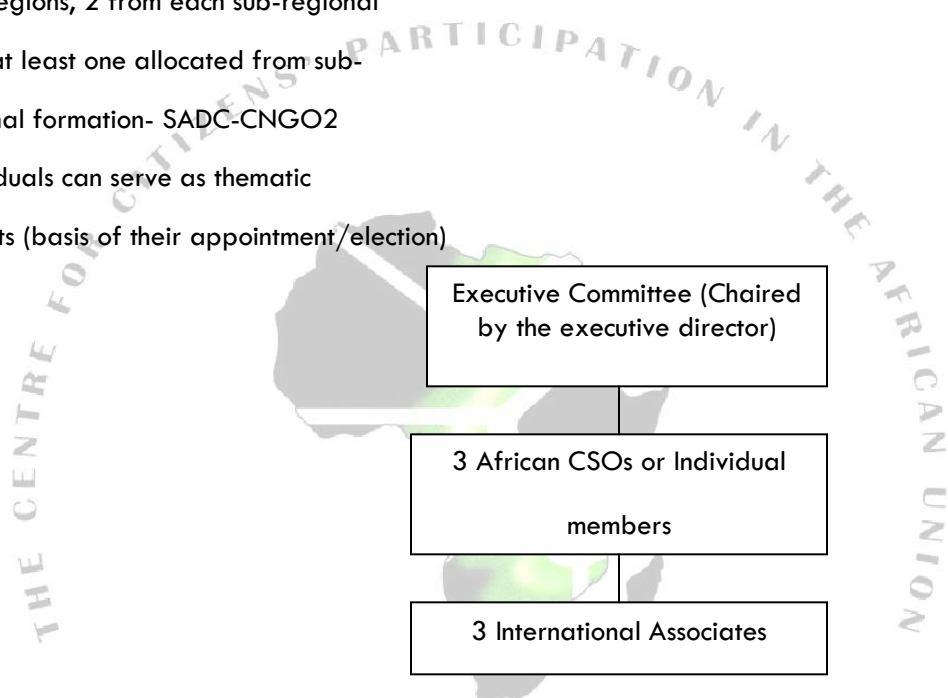 egions, 2 from each sub-regional
at least one allocated from sub-
nal formation- SADC-CNGO2
duals can serve as thematic
ts (basis of their appointment/election)
THE CENTRE FOR CITIZENS' PARTICIPATION IN THE AFRICAN UNION
Executive Committee (Chaired
by the executive director)
3 African CSOs or Individual
members
3 International Associates